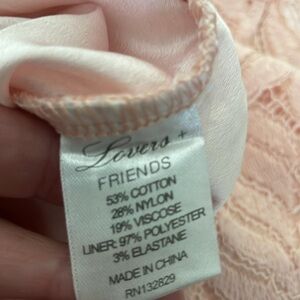 Lovers +
FRIENDS
53% COTTON
28% NYLON
19% VISCOSE
LINER: 97% POLYESTER
3% ELASTANE
MADE IN CHINA
RN132829